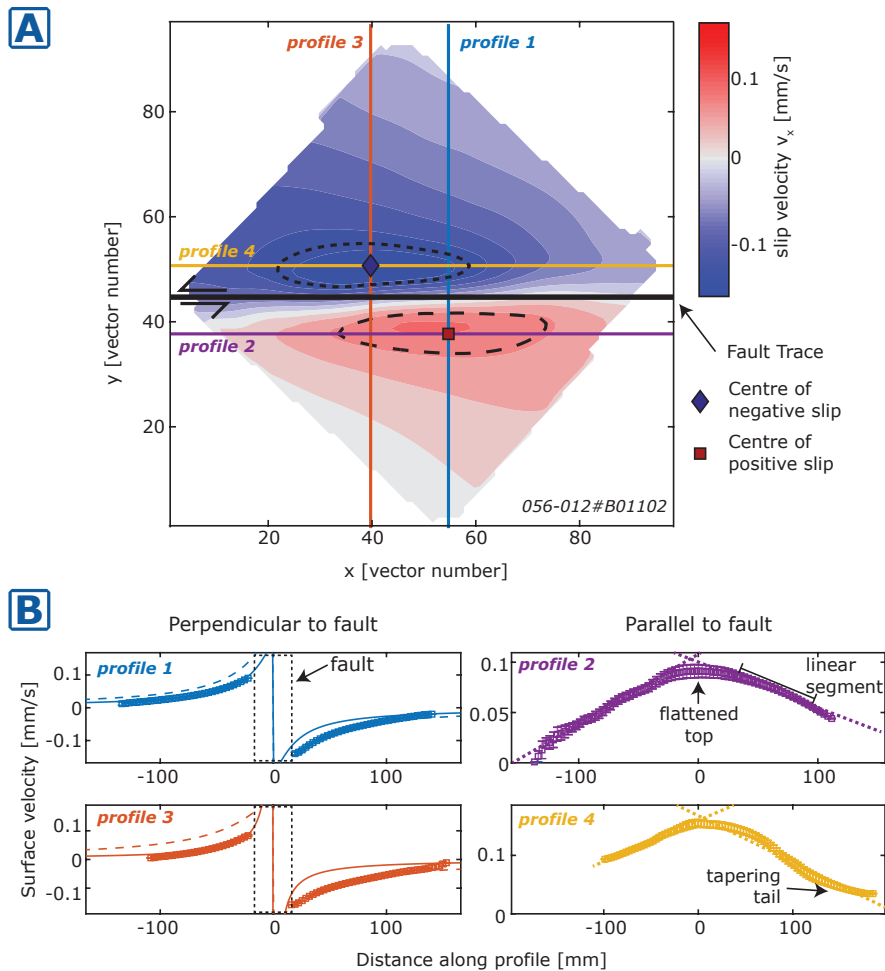 A
profile 3
profile 1
80
60
40
20
y [vector number]
profile 4
profile 2
056-012#B01102
20
40
60
80
x [vector number]
0.1
0
-0.1
slip velocity vx [mm/s]
Fault Trace
Centre of
negative slip
Centre of
positive slip
B
Perpendicular to fault
Parallel to fault
Surface velocity [mm/s]
profile 1
fault
0.1
0
-0.1
-100
0
100
profile 2
linear
segment
flattened
top
0.1
0.05
0
-100
0
100
profile 3
0.1
0
-0.1
-100
0
100
profile 4
tapering
tail
0.1
0
-100
0
100
Distance along profile [mm]